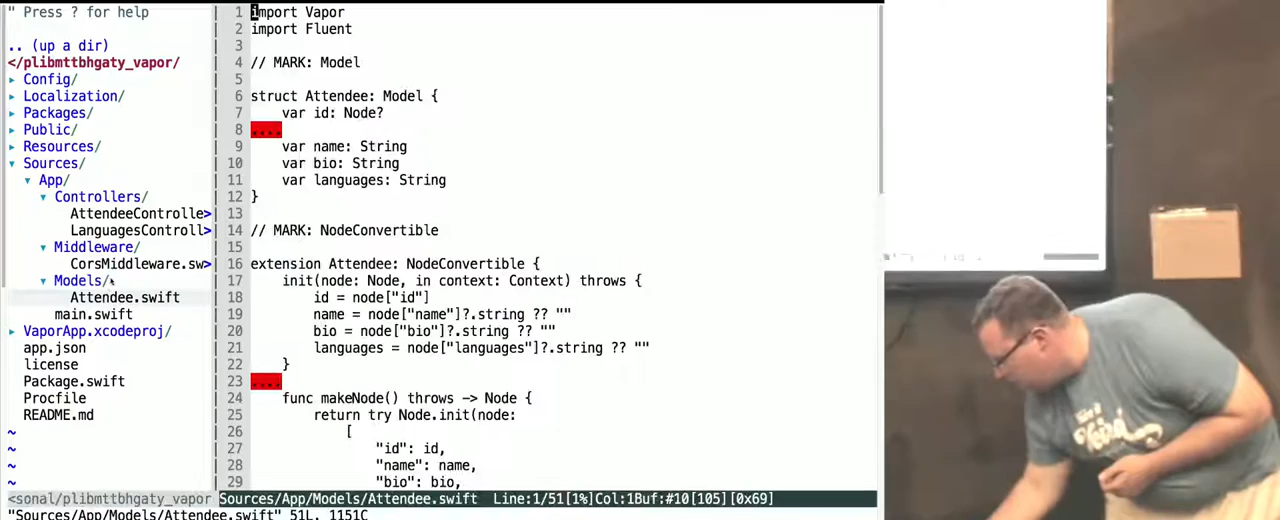 " Press ? for help
.. (up a dir)
</plibmttbhgaty_vapor/
▸ Config/
▸ Localization/
▸ Packages/
▸ Public/
▸ Resources/
▾ Sources/
▾ App/
▾ Controllers/
AttendeeControlle>
LanguagesControll>
▾ Middleware/
CorsMiddleware.sw>
▾ Models/
Attendee.swift
main.swift
▸ VaporApp.xcodeproj/
app.json
license
Package.swift
Procfile
README.md
~
~
~
~
<sonal/plibmttbhgaty_vapor
1 import Vapor
2 import Fluent
3
4 // MARK: Model
5
6 struct Attendee: Model {
7 var id: Node?
8 ....
9 var name: String
10 var bio: String
11 var languages: String
12 }
13
14 // MARK: NodeConvertible
15
16 extension Attendee: NodeConvertible {
17 init(node: Node, in context: Context) throws {
18 id = node["id"]
19 name = node["name"]?.string ?? ""
20 bio = node["bio"]?.string ?? ""
21 languages = node["languages"]?.string ?? ""
22 }
23 ....
24 func makeNode() throws -> Node {
25 return try Node.init(node:
26 [
27 "id": id,
28 "name": name,
29 "bio": bio,
Sources/App/Models/Attendee.swift Line:1/51[1%]Col:1Buf:#10[105][0x69]
"Sources/App/Models/Attendee.swift" 51L, 1151C